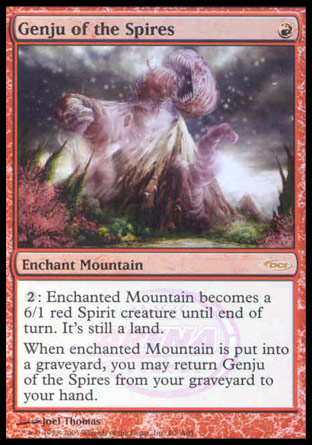 Genju of the Spires
Enchant Mountain
DCI
2: Enchanted Mountain becomes a
6/1 red Spirit creature until end of
turn. It's still a land.
When enchanted Mountain is put into
a graveyard, you may return Genju
of the Spires from your graveyard to
your hand.
ARENA
Joel Thomas